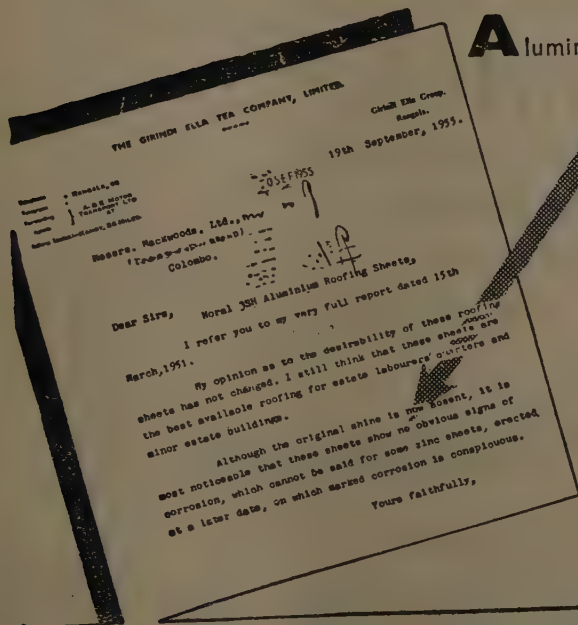 Alumin
THE GIRINDI ELLA TEA COMPANY, LIMITED
Girindi Ella Group,
Rangala.
19th September, 1955.
Messrs. Mackwoods, Ltd.,
Colombo.
Dear Sirs,
Noral 3SH Aluminium Roofing Sheets,
I refer you to my very full report dated 15th
March, 1951.
My opinion as to the desirability of these roofing
sheets has not changed. I still think that these sheets are
the best available roofing for estate labourers' quarters and
minor estate buildings.
Although the original shine is now absent, it is
most noticeable that these sheets show no obvious signs of
corrosion, which cannot be said for some zinc sheets, erected
at a later date, on which marked corrosion is conspicuous.
Yours faithfully,